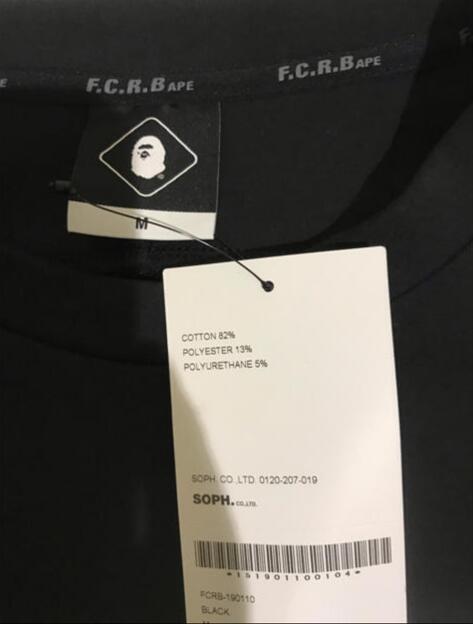 F.C.R.BAPE
F.C.R.BAPE
M
COTTON 82%
POLYESTER 13%
POLYURETHANE 5%
SOPH. CO.,LTD. 0120-207-019
SOPH. CO.,LTD.
*151901100104*
FCRB-190110
BLACK